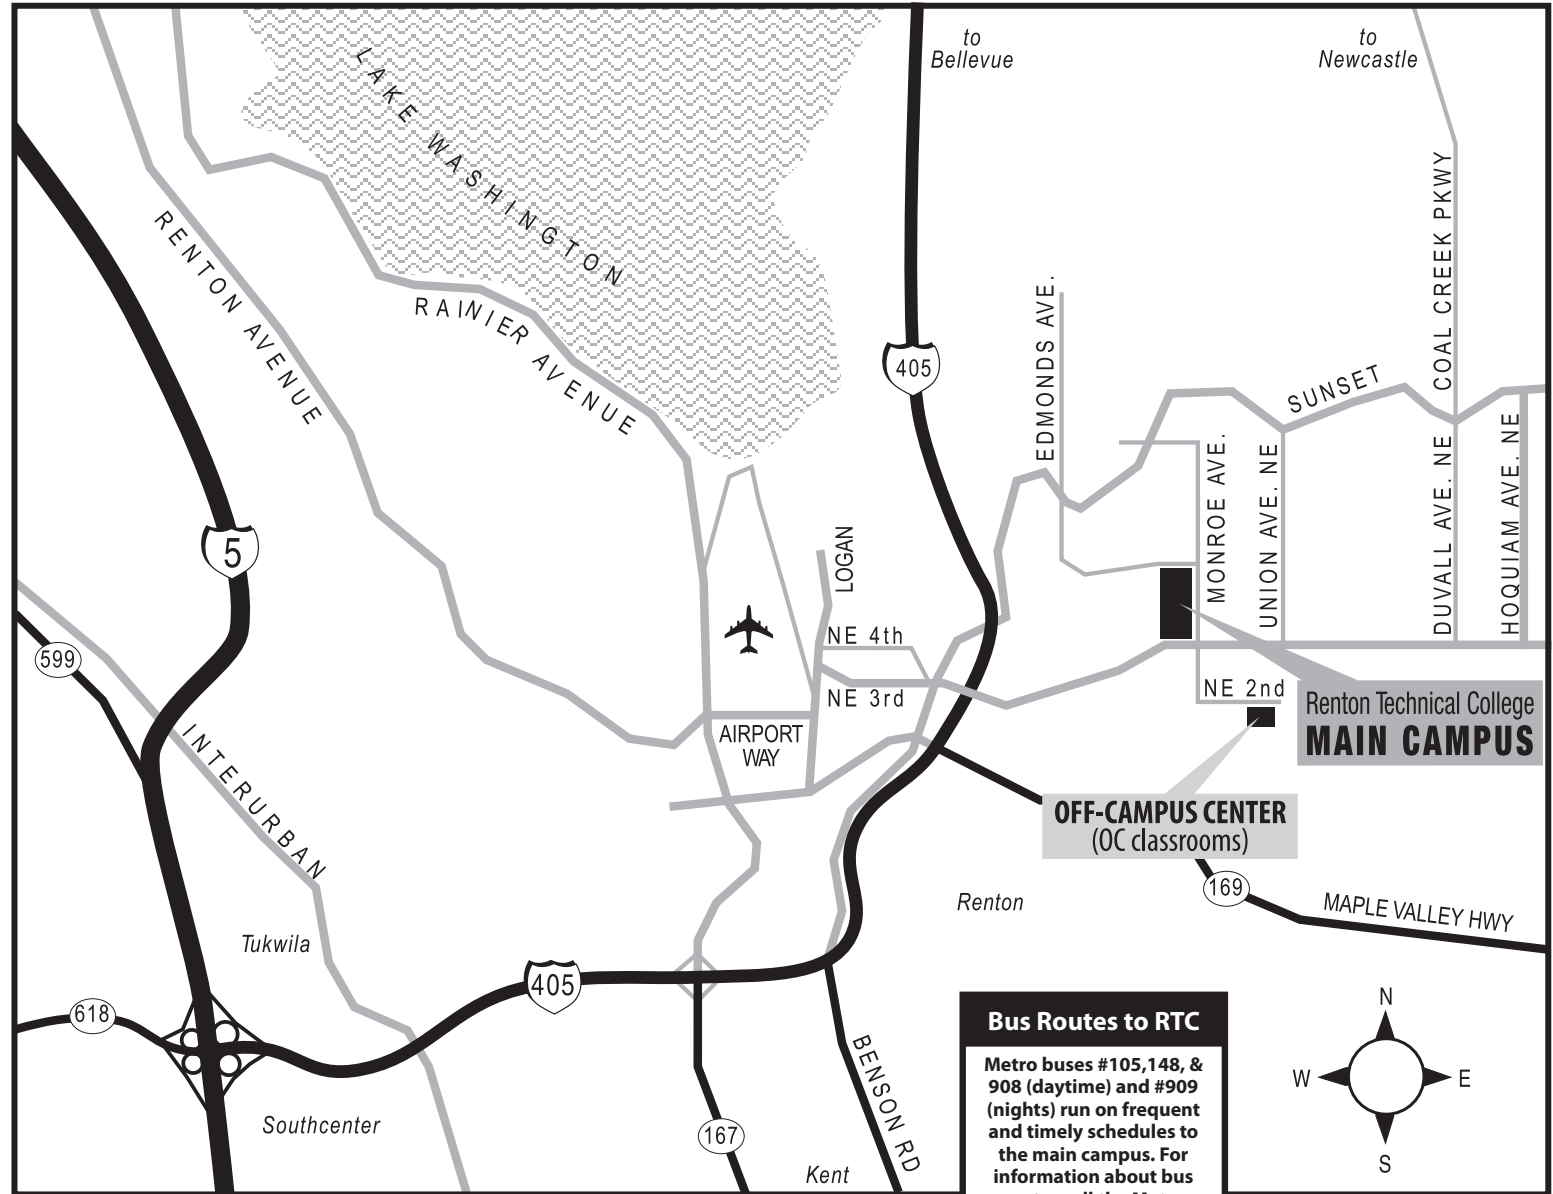 to
Bellevue
to
Newcastle
LAKE WASHINGTON
RENTON AVENUE
RAINIER AVENUE
405
EDMONDS AVE.
COAL CREEK PKWY
SUNSET
MONROE AVE.
UNION AVE. NE
DUVALL AVE. NE
HOQUIAM AVE. NE
5
LOGAN
NE 4th
NE 3rd
599
NE 2nd
Renton Technical College
MAIN CAMPUS
AIRPORT
WAY
INTERURBAN
OFF-CAMPUS CENTER
(OC classrooms)
169
MAPLE VALLEY HWY
Renton
Tukwila
405
618
Bus Routes to RTC
Metro buses #105,148, &
908 (daytime) and #909
(nights) run on frequent
and timely schedules to
the main campus. For
information about bus
N
W
E
S
BENSON RD
Southcenter
167
Kent